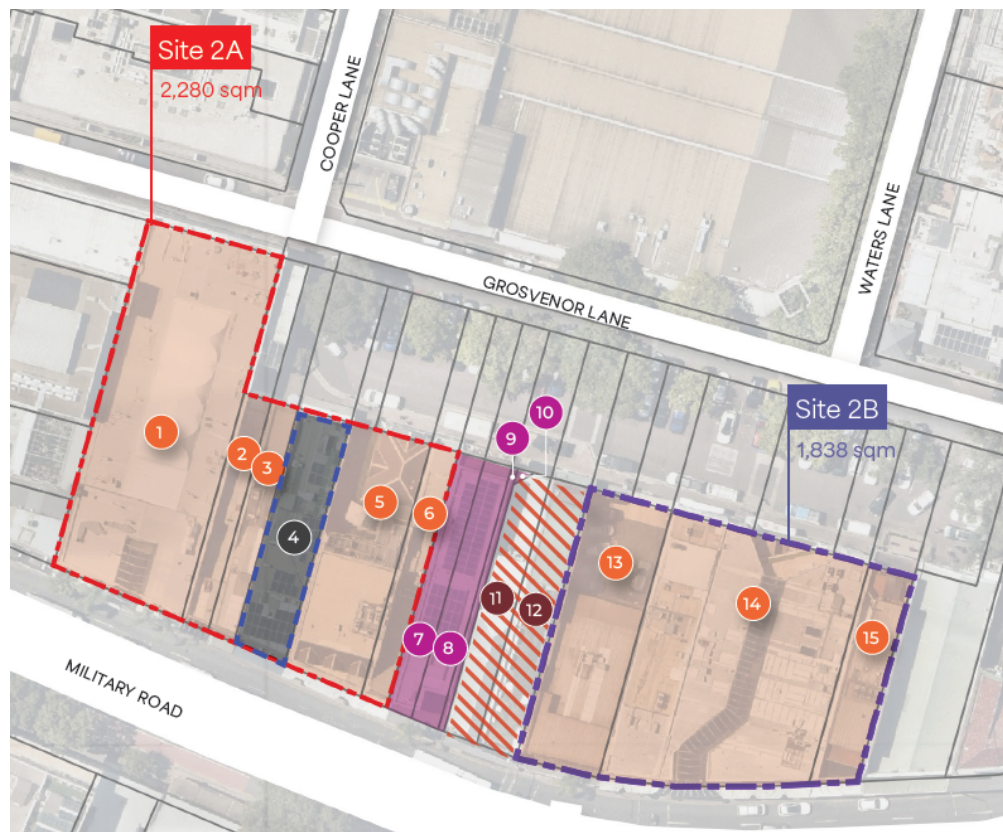 Site 2A
2,280 sqm
COOPER LANE
WATERS LANE
GROSVENOR LANE
Site 2B
1,838 sqm
10
9
1
2
3
4
5
6
7
8
11
12
13
14
15
MILITARY ROAD